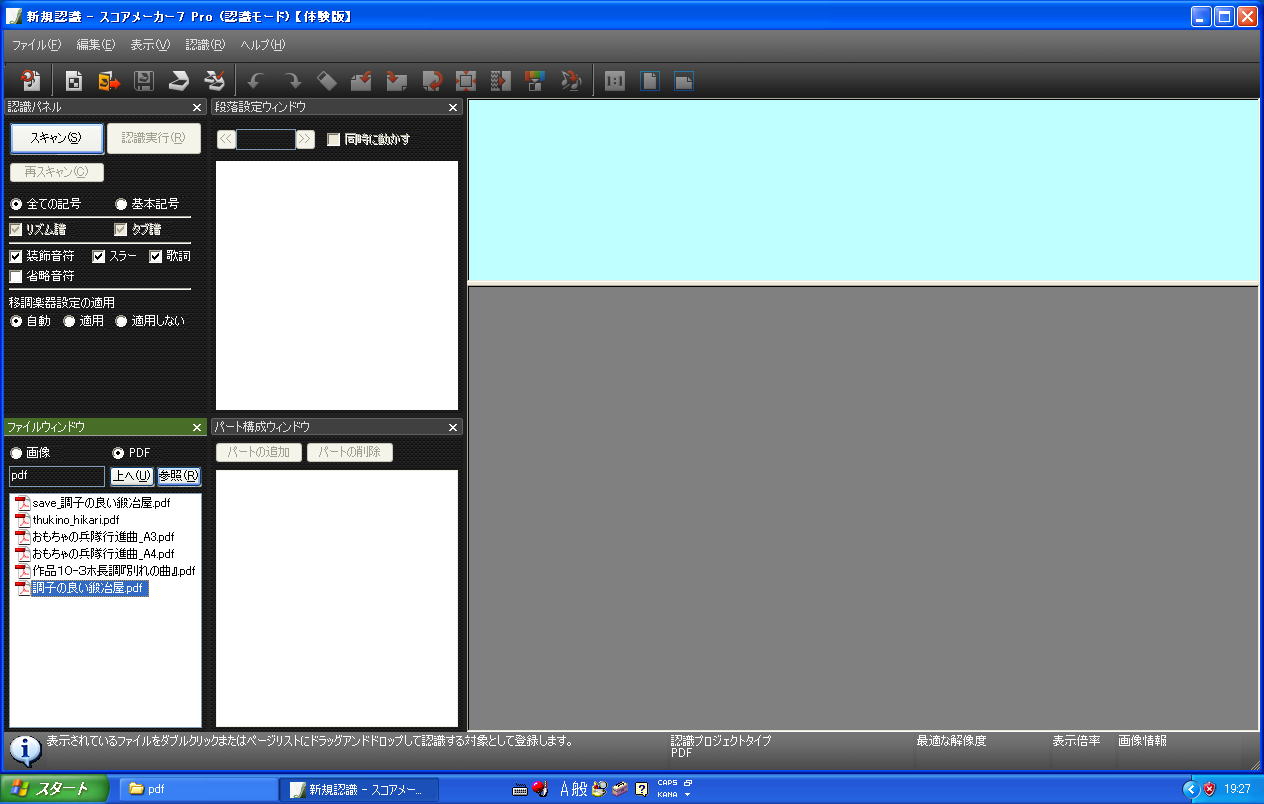 新規認識 - スコアメーカー7 Pro (認識モード)【体験版】
ファイル(F) 編集(E) 表示(V) 認識(R) ヘルプ(H)
1:1
認識パネル
スキャン(S) 認識実行(R)
再スキャン(C)
全ての記号 基本記号
リズム譜 タブ譜
装飾音符 スラー 歌詞
省略音符
移調楽器設定の適用
自動 適用 適用しない
段落設定ウィンドウ
<< >> 同時に動かす
ファイルウィンドウ
画像 PDF
pdf 上へ(U) 参照(R)
save_調子の良い鍛冶屋.pdf
thukino_hikari.pdf
おもちゃの兵隊行進曲_A3.pdf
おもちゃの兵隊行進曲_A4.pdf
作品10-3ホ長調『別れの曲』.pdf
調子の良い鍛冶屋.pdf
パート構成ウィンドウ
パートの追加 パートの削除
表示されているファイルをダブルクリックまたはページリストにドラッグアンドドロップして認識する対象として登録します。
認識プロジェクトタイプ
PDF
最適な解像度
表示倍率
画像情報
スタート pdf 新規認識 - スコアメーカ... A 般 CAPS KANA 19:27